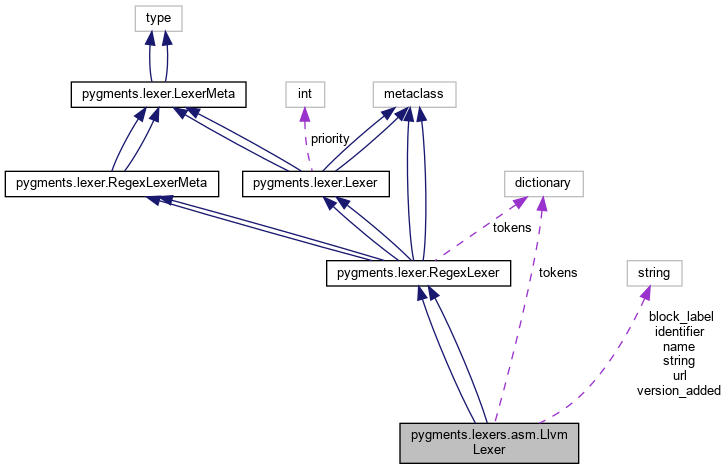 type
pygments.lexer.LexerMeta
int
metaclass
priority
pygments.lexer.RegexLexerMeta
pygments.lexer.Lexer
dictionary
tokens
pygments.lexer.RegexLexer
tokens
string
block_label
identifier
name
string
url
version_added
pygments.lexers.asm.Llvm
Lexer